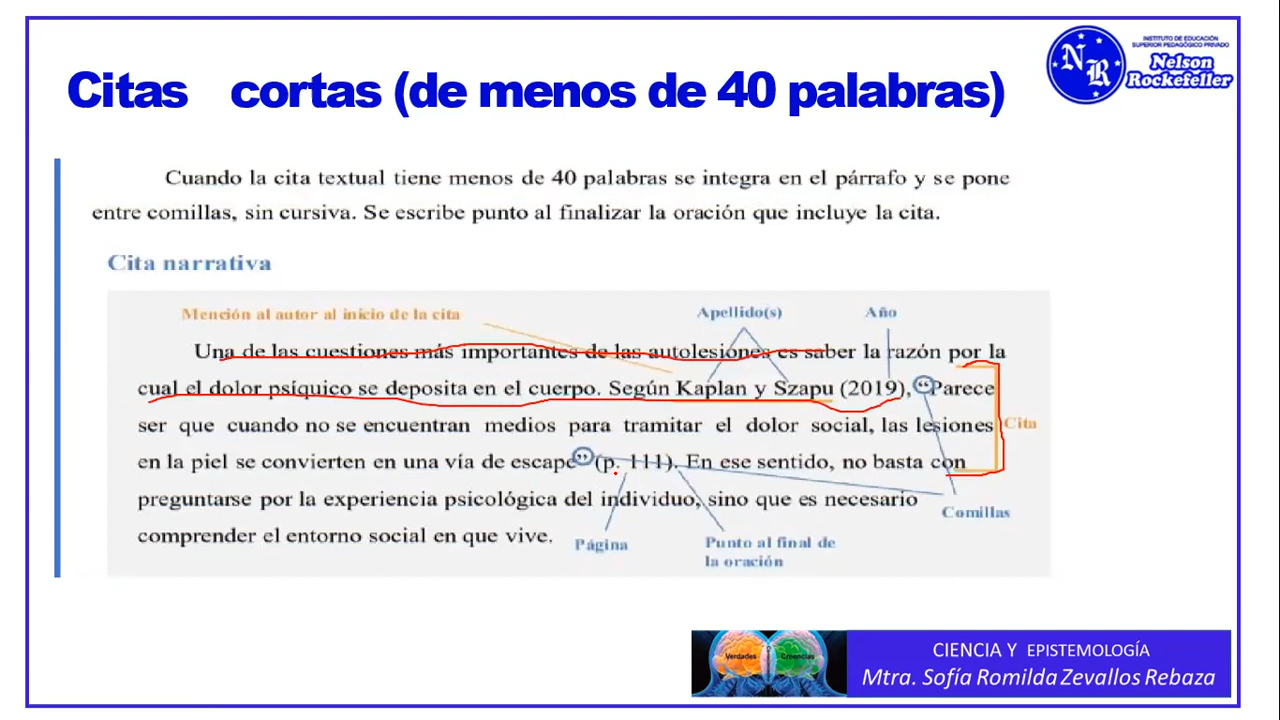 Citas cortas (de menos de 40 palabras)
INSTITUTO DE EDUCACIÓN
SUPERIOR PEDAGÓGICO PRIVADO
Nelson
Rockefeller
NR
Cuando la cita textual tiene menos de 40 palabras se integra en el párrafo y se pone
entre comillas, sin cursiva. Se escribe punto al finalizar la oración que incluye la cita.
Cita narrativa
Mención al autor al inicio de la cita
Apellido(s)
Año
Una de las cuestiones más importantes de las autolesiones es saber la razón por la
cual el dolor psíquico se deposita en el cuerpo. Según Kaplan y Szapu (2019), “Parece
ser que cuando no se encuentran medios para tramitar el dolor social, las lesiones
Cita
en la piel se convierten en una vía de escape” (p. 111). En ese sentido, no basta con
preguntarse por la experiencia psicológica del individuo, sino que es necesario
Comillas
comprender el entorno social en que vive.
Página
Punto al final de
la oración
Verdades
Creencias
CIENCIA Y EPISTEMOLOGÍA
Mtra. Sofía Romilda Zevallos Rebaza